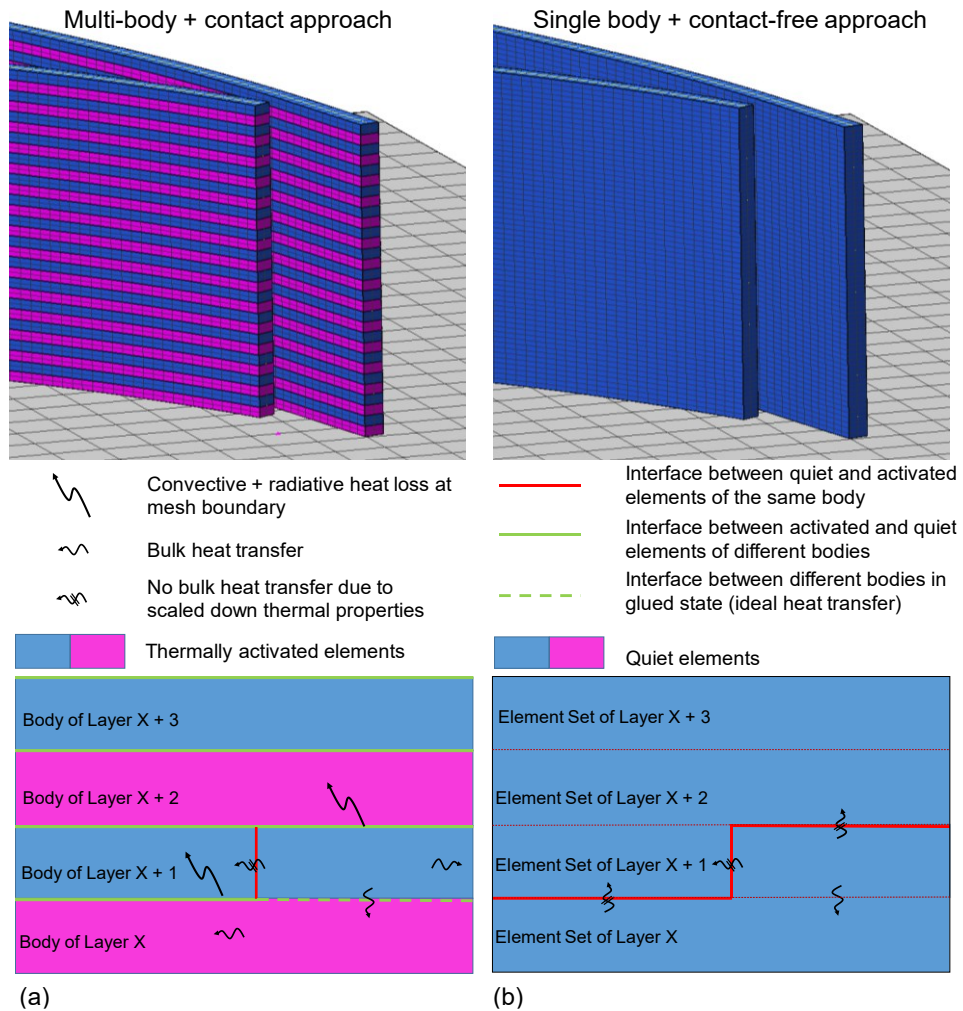 Multi-body + contact approach
Single body + contact-free approach
Convective + radiative heat loss at
mesh boundary
Bulk heat transfer
No bulk heat transfer due to
scaled down thermal properties
Thermally activated elements
Interface between quiet and activated
elements of the same body
Interface between activated and quiet
elements of different bodies
Interface between different bodies in
glued state (ideal heat transfer)
Quiet elements
Body of Layer X + 3
Body of Layer X + 2
Body of Layer X + 1
Body of Layer X
(a)
Element Set of Layer X + 3
Element Set of Layer X + 2
Element Set of Layer X + 1
Element Set of Layer X
(b)